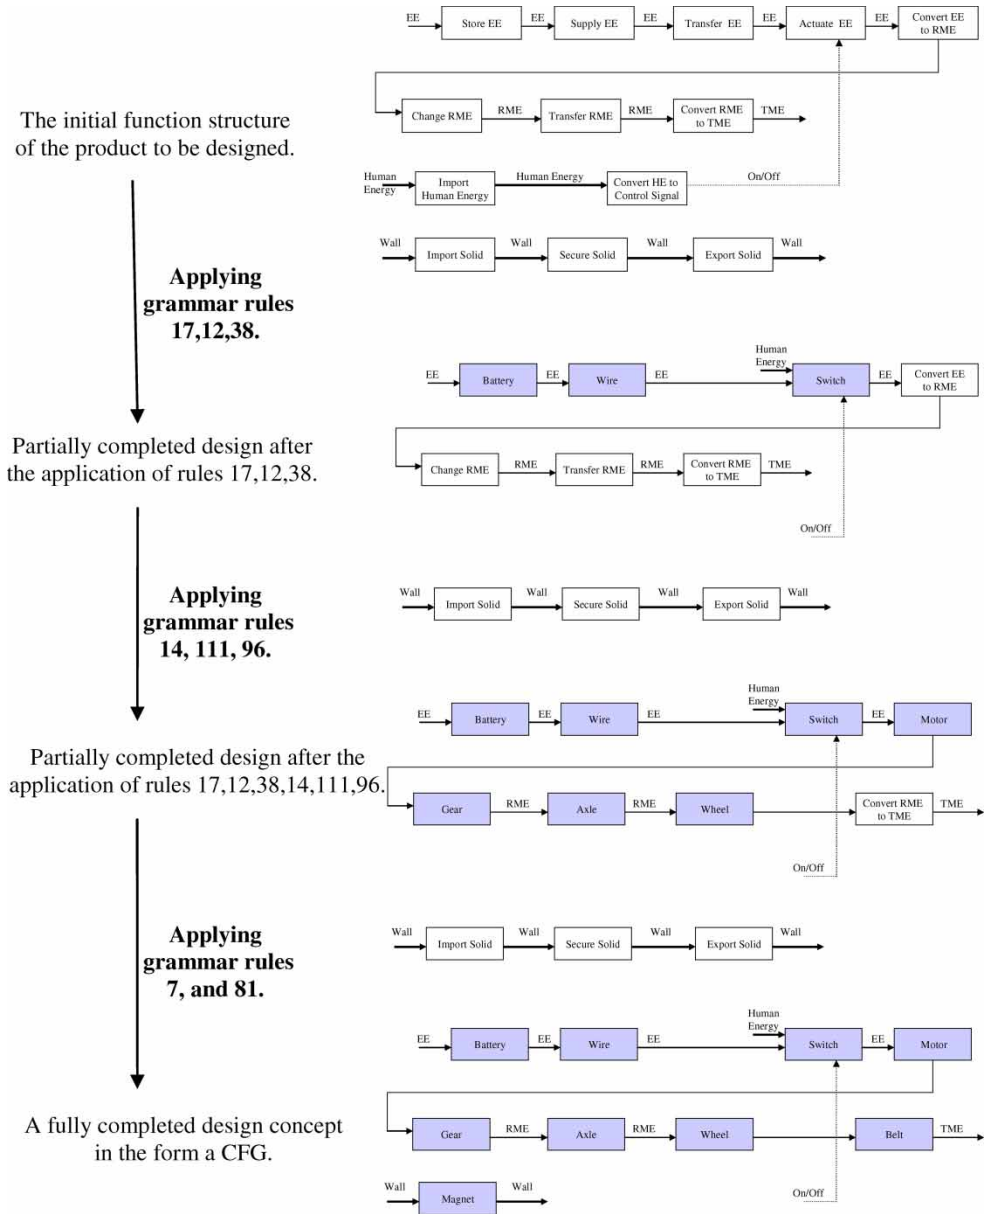 EE Store EE EE Supply EE EE Transfer EE EE Actuate EE EE Convert EE
to RME
Change RME RME Transfer RME RME Convert RME TME
to TME
The initial function structure
of the product to be designed.
Human
Energy Import
Human Energy Human Energy Convert HE to
Control Signal On/Off
Wall Import Solid Wall Secure Solid Wall Export Solid Wall
Applying
grammar rules
17,12,38.
EE Battery EE Wire EE Human
Energy Switch EE Convert EE
to RME
Partially completed design after
the application of rules 17,12,38.
Change RME RME Transfer RME RME Convert RME TME
to TME
On/Off
Applying
grammar rules
14, 111, 96.
Wall Import Solid Wall Secure Solid Wall Export Solid Wall
EE Battery EE Wire EE Human
Energy Switch EE Motor
Partially completed design after the
application of rules 17,12,38,14,111,96.
Gear RME Axle RME Wheel Convert RME TME
to TME
On/Off
Applying
grammar rules
7, and 81.
Wall Import Solid Wall Secure Solid Wall Export Solid Wall
EE Battery EE Wire EE Human
Energy Switch EE Motor
A fully completed design concept
in the form a CFG.
Gear RME Axle RME Wheel Belt TME
Wall Magnet Wall On/Off